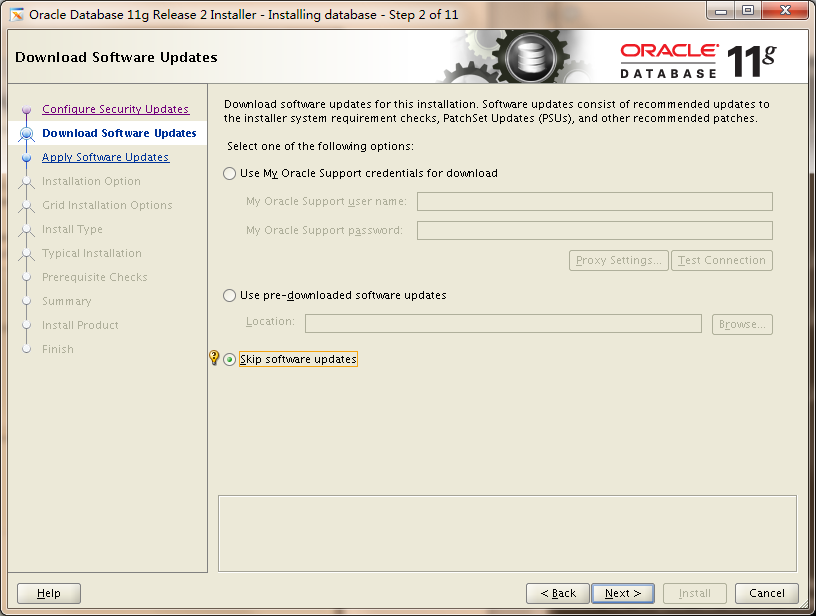 Oracle Database 11g Release 2 Installer - Installing database - Step 2 of 11
Download Software Updates
ORACLE
DATABASE 11g
Configure Security Updates
Download Software Updates
Apply Software Updates
Installation Option
Grid Installation Options
Install Type
Typical Installation
Prerequisite Checks
Summary
Install Product
Finish
Download software updates for this installation. Software updates consist of recommended updates to
the installer system requirement checks, PatchSet Updates (PSUs), and other recommended patches.
Select one of the following options:
Use My Oracle Support credentials for download
My Oracle Support user name:
My Oracle Support password:
Proxy Settings... Test Connection
Use pre-downloaded software updates
Location: Browse...
Skip software updates
Help < Back Next > Install Cancel